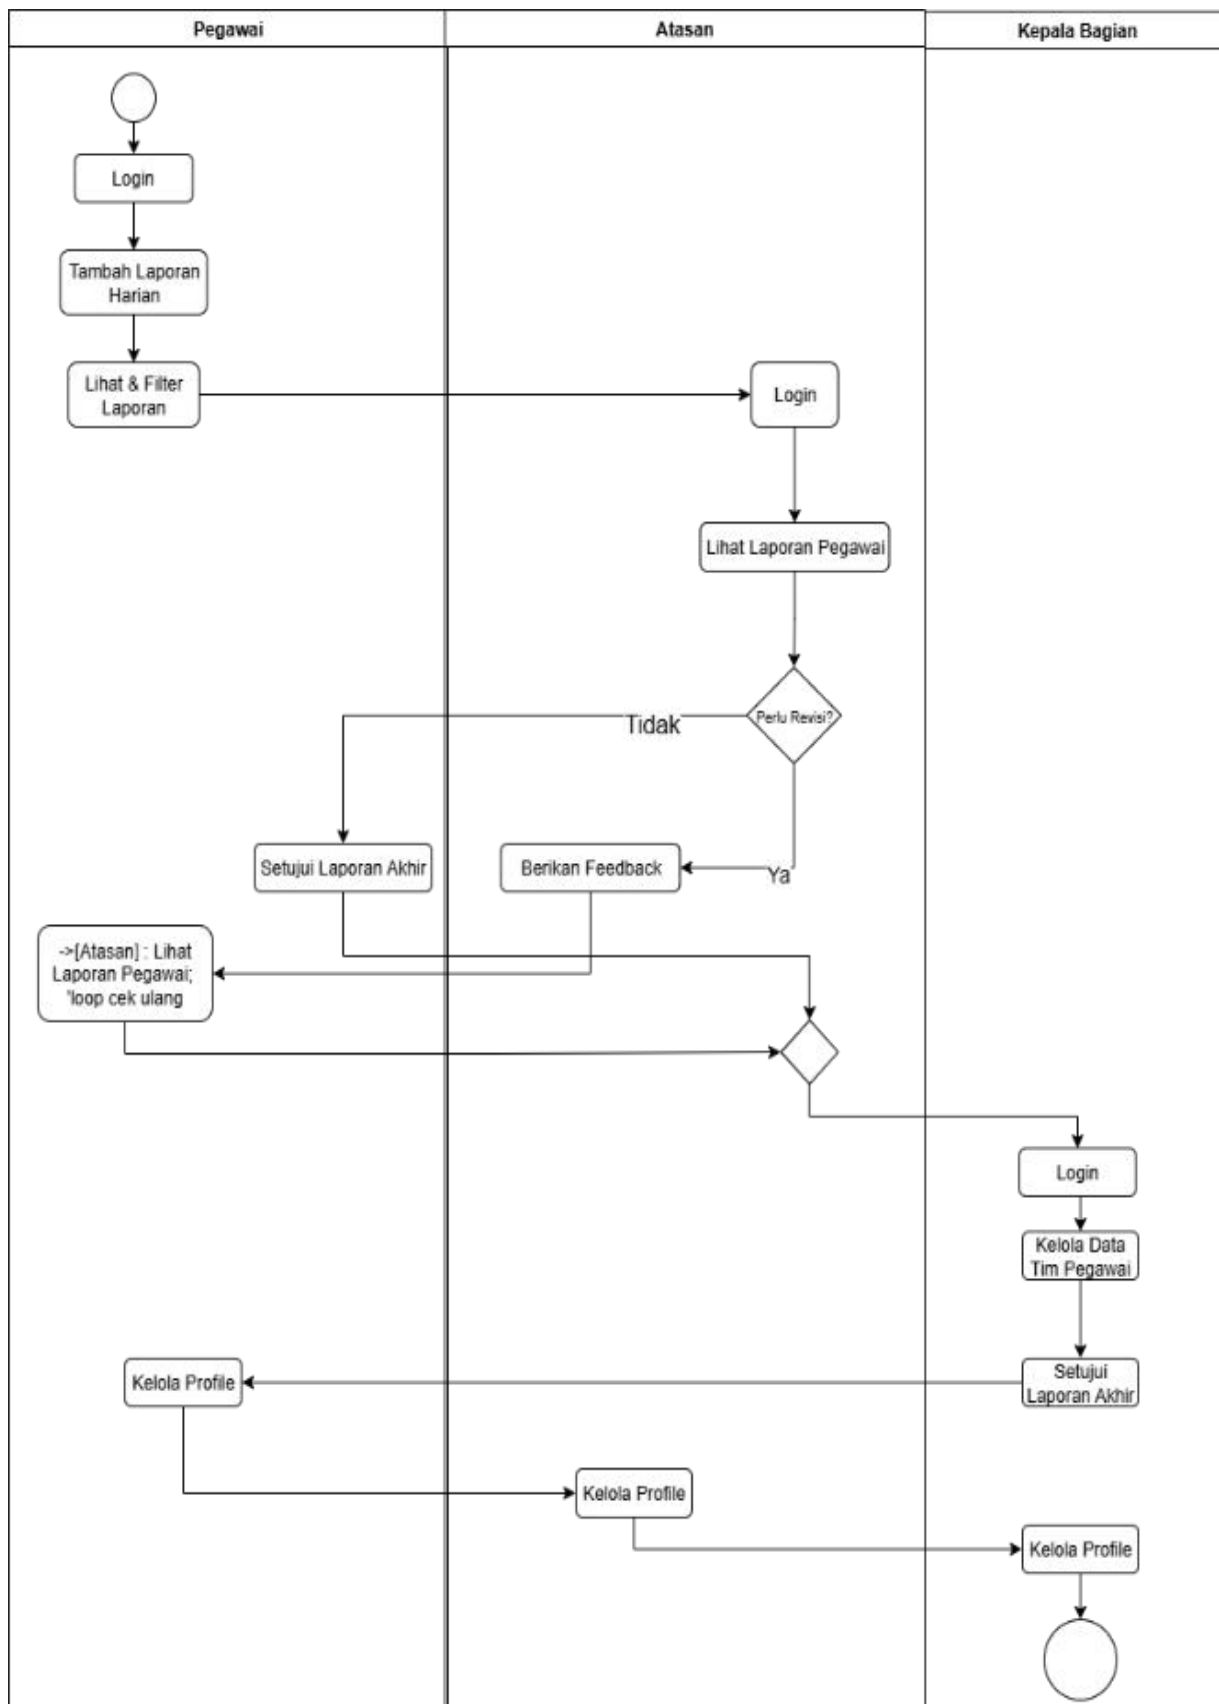 Pegawai
Atasan
Kepala Bagian
Login
Tambah Laporan
Harian
Lihat & Filter
Laporan
Login
Lihat Laporan Pegawai
Perlu Revisi?
Tidak
Setujui Laporan Akhir
Berikan Feedback
Ya
->[Atasan] : Lihat
Laporan Pegawai;
'loop cek ulang
Login
Kelola Data
Tim Pegawai
Setujui
Laporan Akhir
Kelola Profile
Kelola Profile
Kelola Profile